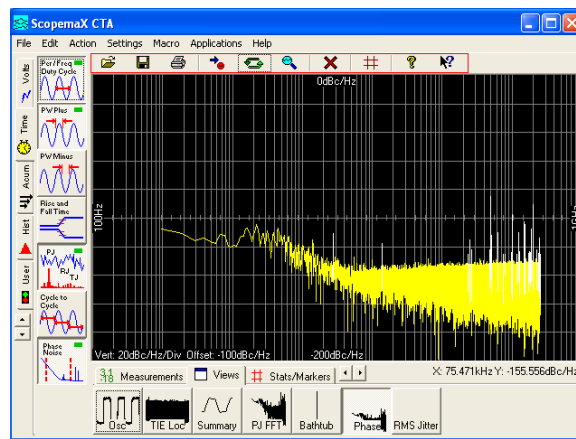 ScopemaX CTA
File Edit Action Settings Macro Applications Help
Volts
Time
Acum
Hist
User
Per/Freq
Duty Cycle
PW Plus
PW Minus
Rise and
Fall Time
PJ
RJ
TJ
Cycle to
Cycle
Phase
Noise
0dBc/Hz
100Hz
1GHz
Vert: 20dBc/Hz/Div Offset: -100dBc/Hz
-200dBc/Hz
Measurements
Views
Stats/Markers
X: 75.471kHz Y: -155.556dBc/Hz
Osc
TIE Loc
Summary
PJ FFT
Bathtub
Phase
RMS Jitter